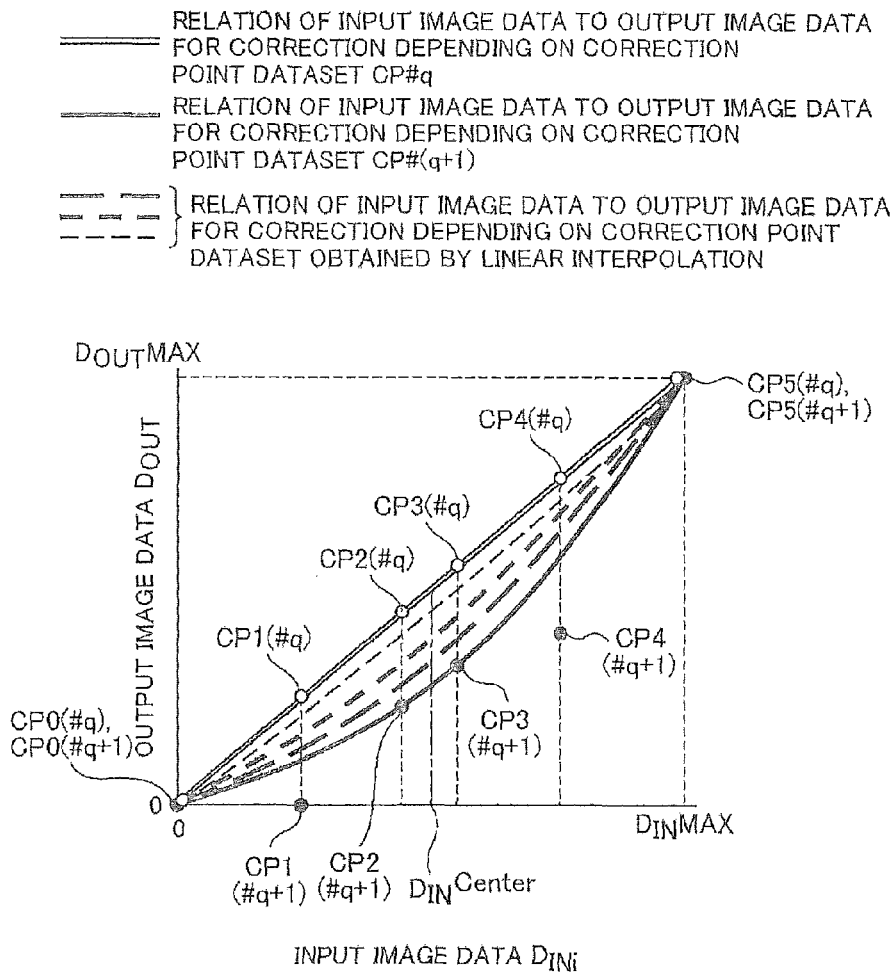 RELATION OF INPUT IMAGE DATA TO OUTPUT IMAGE DATA
FOR CORRECTION DEPENDING ON CORRECTION
POINT DATASET CP#q
RELATION OF INPUT IMAGE DATA TO OUTPUT IMAGE DATA
FOR CORRECTION DEPENDING ON CORRECTION
POINT DATASET CP#(q+1)
RELATION OF INPUT IMAGE DATA TO OUTPUT IMAGE DATA
FOR CORRECTION DEPENDING ON CORRECTION POINT
DATASET OBTAINED BY LINEAR INTERPOLATION
DOUTMAX
OUTPUT IMAGE DATA DOUT
CP5(#q),
CP5(#q+1)
CP4(#q)
CP3(#q)
CP2(#q)
CP1(#q)
CP4
(#q+1)
CP3
(#q+1)
CP0(#q),
CP0(#q+1)
0
0
DINMAX
CP1
(#q+1)
CP2
(#q+1)
DINCenter
INPUT IMAGE DATA DINi